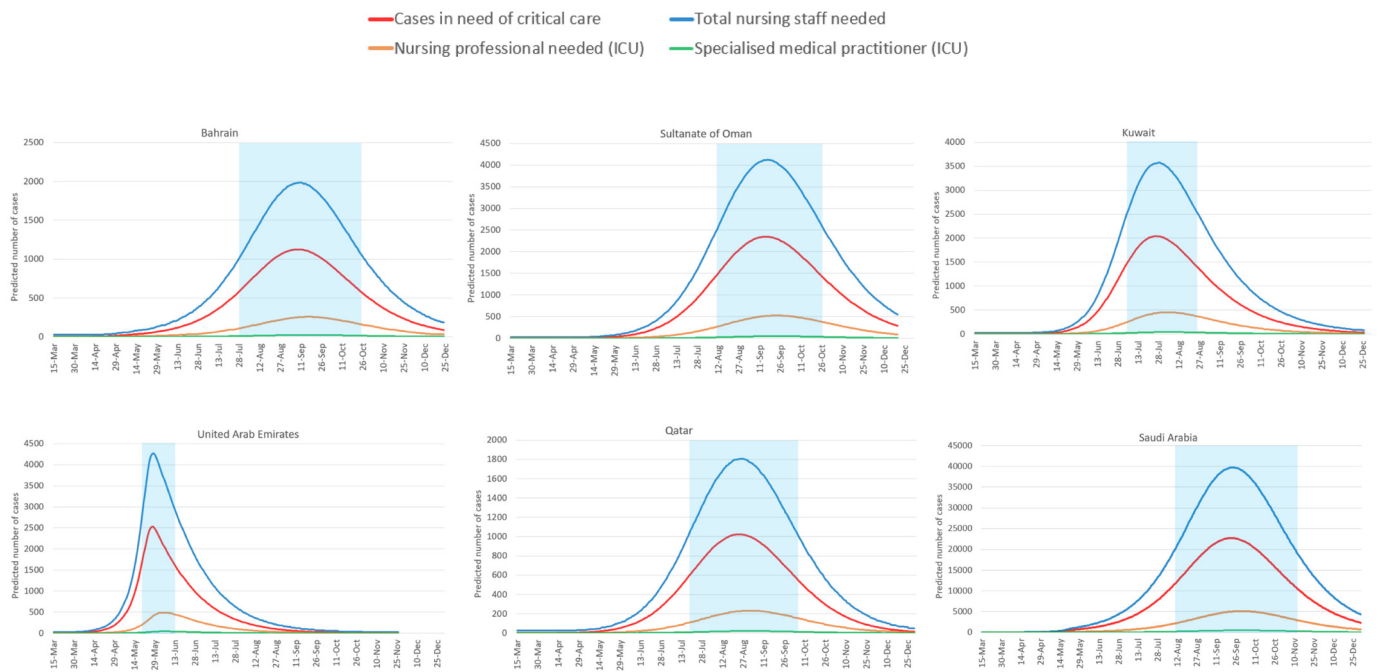 Cases in need of critical care
Total nursing staff needed
Nursing professional needed (ICU)
Specialised medical practitioner (ICU)
Bahrain
Predicted number of cases
2500
2000
1500
1000
500
0
15-Mar
30-Mar
14-Apr
29-Apr
14-May
29-May
13-Jun
28-Jun
13-Jul
28-Jul
12-Aug
27-Aug
11-Sep
26-Sep
11-Oct
26-Oct
10-Nov
25-Nov
10-Dec
25-Dec
Sultanate of Oman
Predicted number of cases
4500
4000
3500
3000
2500
2000
1500
1000
500
0
15-Mar
30-Mar
14-Apr
29-Apr
14-May
29-May
13-Jun
28-Jun
13-Jul
28-Jul
12-Aug
27-Aug
11-Sep
26-Sep
11-Oct
26-Oct
10-Nov
25-Nov
10-Dec
25-Dec
Kuwait
Predicted number of cases
4000
3500
3000
2500
2000
1500
1000
500
0
15-Mar
30-Mar
14-Apr
29-Apr
14-May
29-May
13-Jun
28-Jun
13-Jul
28-Jul
12-Aug
27-Aug
11-Sep
26-Sep
11-Oct
26-Oct
10-Nov
25-Nov
10-Dec
25-Dec
United Arab Emirates
Predicted number of cases
4500
4000
3500
3000
2500
2000
1500
1000
500
0
15-Mar
30-Mar
14-Apr
29-Apr
14-May
29-May
13-Jun
28-Jun
13-Jul
28-Jul
12-Aug
27-Aug
11-Sep
26-Sep
11-Oct
26-Oct
10-Nov
25-Nov
10-Dec
25-Dec
Qatar
Predicted number of cases
2000
1800
1600
1400
1200
1000
800
600
400
200
0
15-Mar
30-Mar
14-Apr
29-Apr
14-May
29-May
13-Jun
28-Jun
13-Jul
28-Jul
12-Aug
27-Aug
11-Sep
26-Sep
11-Oct
26-Oct
10-Nov
25-Nov
10-Dec
25-Dec
Saudi Arabia
Predicted number of cases
45000
40000
35000
30000
25000
20000
15000
10000
5000
0
15-Mar
30-Mar
14-Apr
29-Apr
14-May
29-May
13-Jun
28-Jun
13-Jul
28-Jul
12-Aug
27-Aug
11-Sep
26-Sep
11-Oct
26-Oct
10-Nov
25-Nov
10-Dec
25-Dec